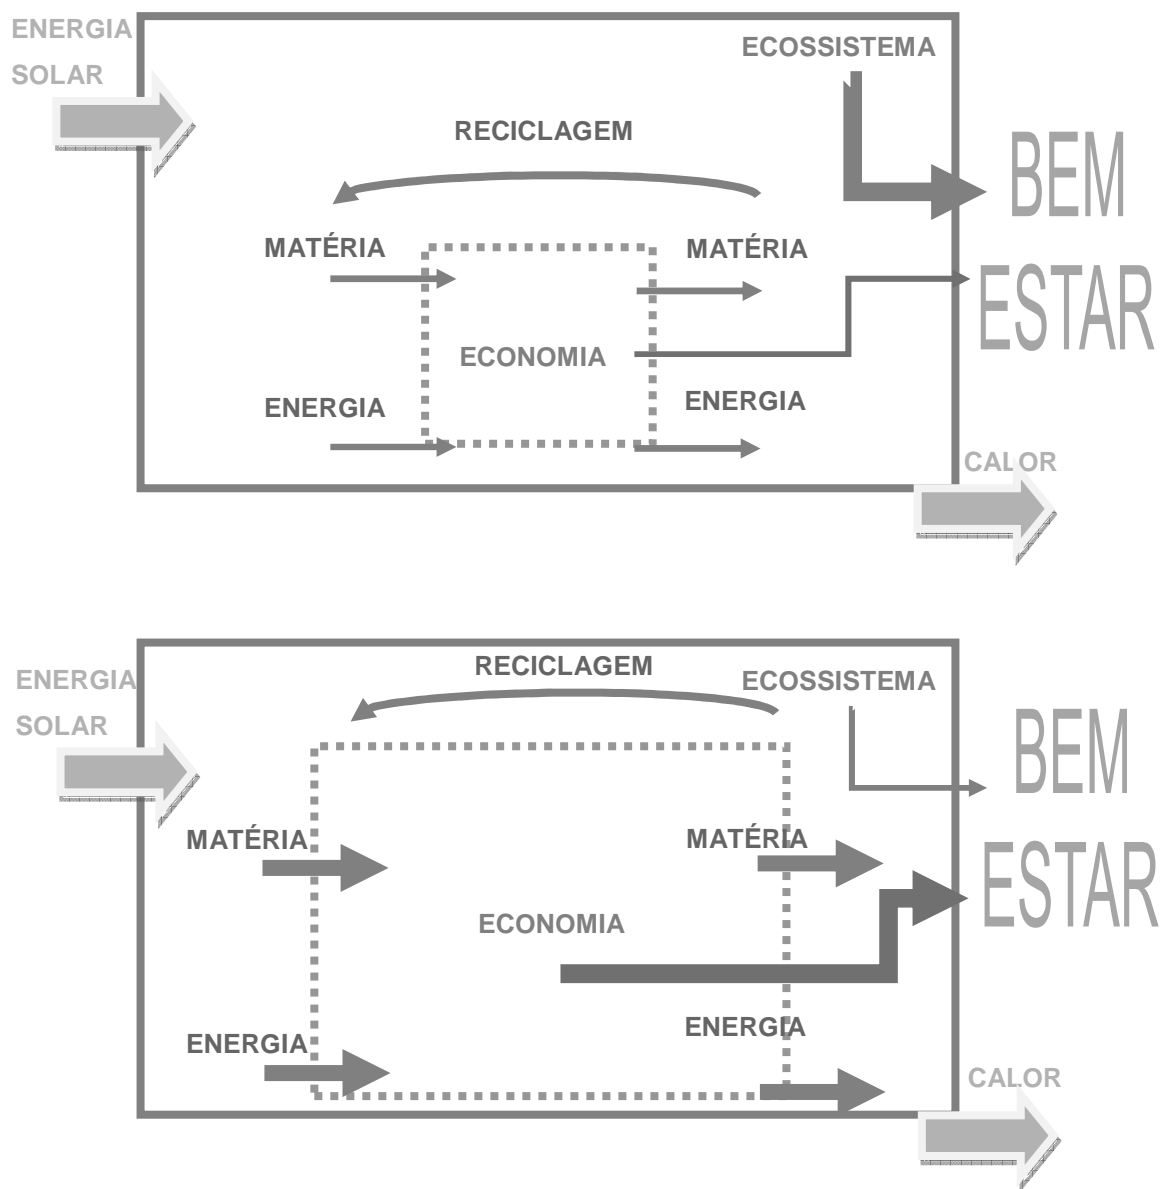 ENERGIA
SOLAR
ECOSSISTEMA
RECICLAGEM
BEM
MATÉRIA
MATÉRIA
ESTAR
ECONOMIA
ENERGIA
ENERGIA
CALOR
RECICLAGEM
ENERGIA
SOLAR
ECOSSISTEMA
BEM
MATÉRIA
MATÉRIA
ESTAR
ECONOMIA
ENERGIA
ENERGIA
CALOR